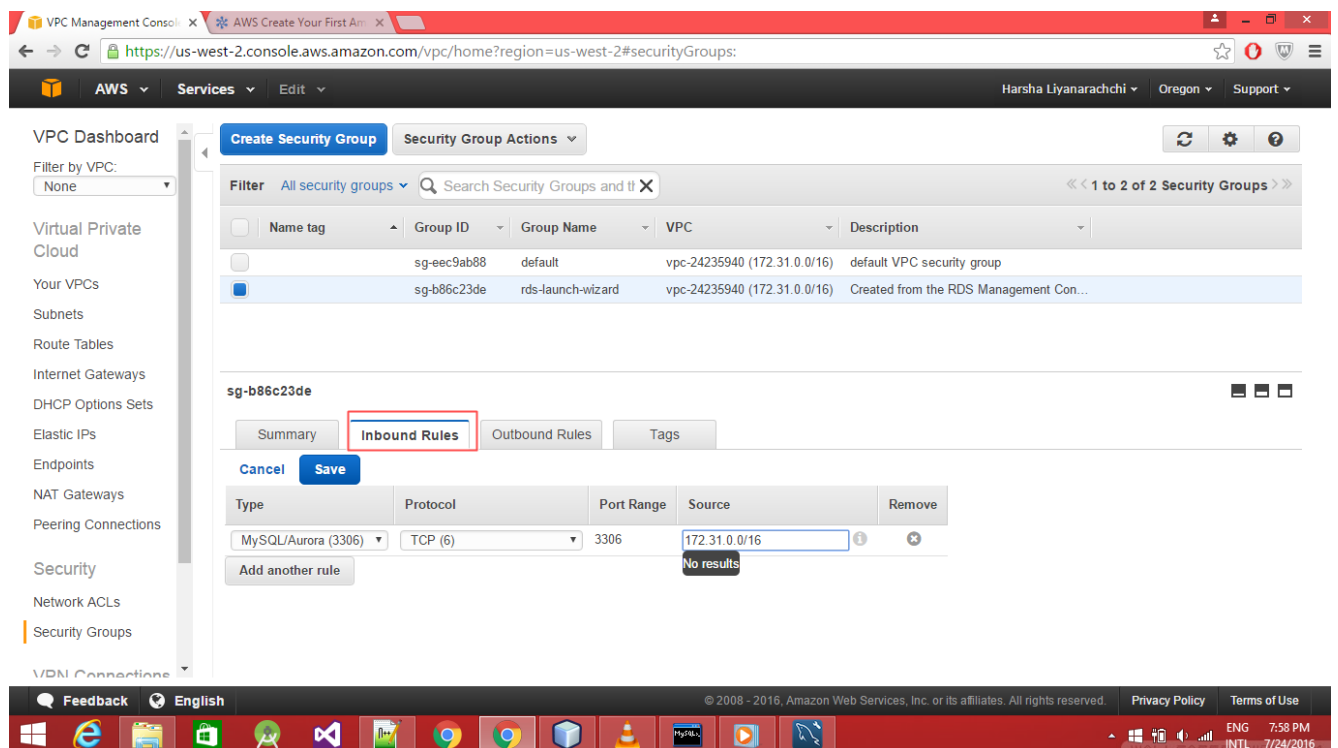 VPC Management Consol
AWS Create Your First Am
https://us-west-2.console.aws.amazon.com/vpc/home?region=us-west-2#securityGroups:
AWS Services Edit Harsha Liyanarachchi Oregon Support
VPC Dashboard
Filter by VPC:
None
Virtual Private
Cloud
Your VPCs
Subnets
Route Tables
Internet Gateways
DHCP Options Sets
Elastic IPs
Endpoints
NAT Gateways
Peering Connections
Security
Network ACLs
Security Groups
VPN Connections
Create Security Group Security Group Actions
Filter All security groups Search Security Groups and th 1 to 2 of 2 Security Groups
Name tag Group ID Group Name VPC Description
sg-eec9ab88 default vpc-24235940 (172.31.0.0/16) default VPC security group
sg-b86c23de rds-launch-wizard vpc-24235940 (172.31.0.0/16) Created from the RDS Management Con...
sg-b86c23de
Summary Inbound Rules Outbound Rules Tags
Cancel Save
Type Protocol Port Range Source Remove
MySQL/Aurora (3306) TCP (6) 3306 172.31.0.0/16
No results
Add another rule
Feedback English © 2008 - 2016, Amazon Web Services, Inc. or its affiliates. All rights reserved. Privacy Policy Terms of Use
ENG 7:58 PM
INTL 7/24/2016